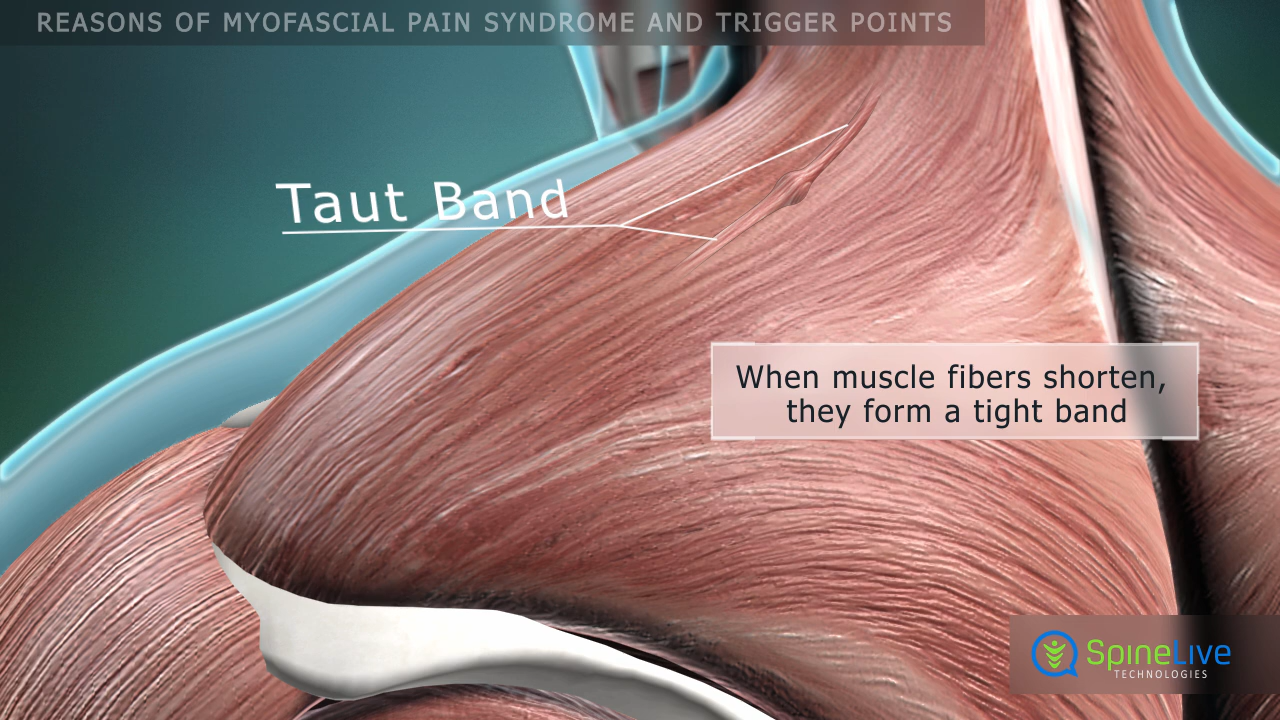 REASONS OF MYOFASCIAL PAIN SYNDROME AND TRIGGER POINTS
Taut Band
When muscle fibers shorten,
they form a tight band
SpineLive
TECHNOLOGIES